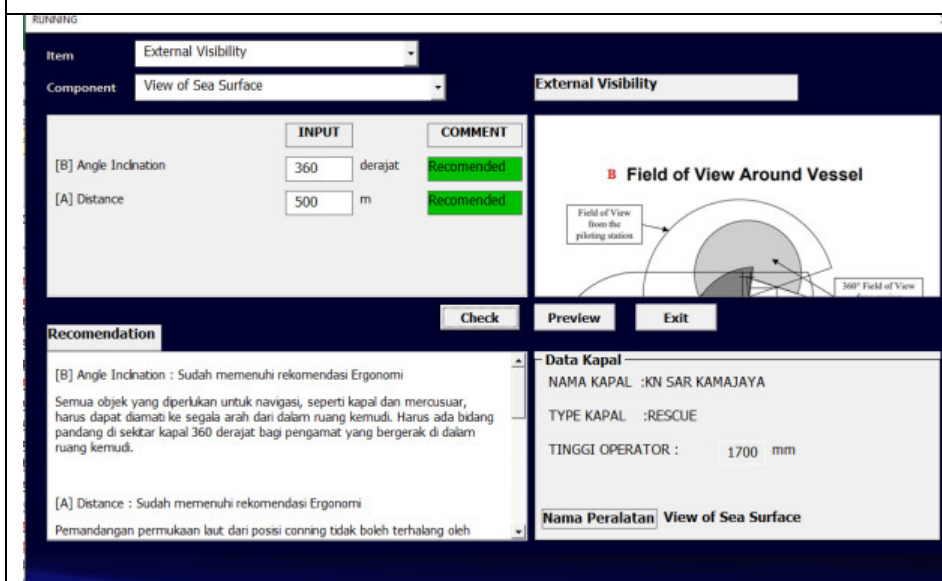 RUNNING
Item
External Visibility
Component
View of Sea Surface
External Visibility
INPUT
COMMENT
[B] Angle Inclination
360
derajat
Recomended
[A] Distance
500
m
Recomended
B Field of View Around Vessel
Field of View
from the
piloting station
360° Field of View
Check
Preview
Exit
Recomendation
[B] Angle Inclination : Sudah memenuhi rekomendasi Ergonomi
Semua objek yang diperlukan untuk navigasi, seperti kapal dan mercusuar,
harus dapat diamati ke segala arah dari dalam ruang kemudi. Harus ada bidang
pandang di sekitar kapal 360 derajat bagi pengamat yang bergerak di dalam
ruang kemudi.
[A] Distance : Sudah memenuhi rekomendasi Ergonomi
Pemandangan permukaan laut dari posisi conning tidak boleh terhalang oleh
Data Kapal
NAMA KAPAL :KN SAR KAMAJAYA
TYPE KAPAL :RESCUE
TINGGI OPERATOR :
1700 mm
Nama Peralatan View of Sea Surface